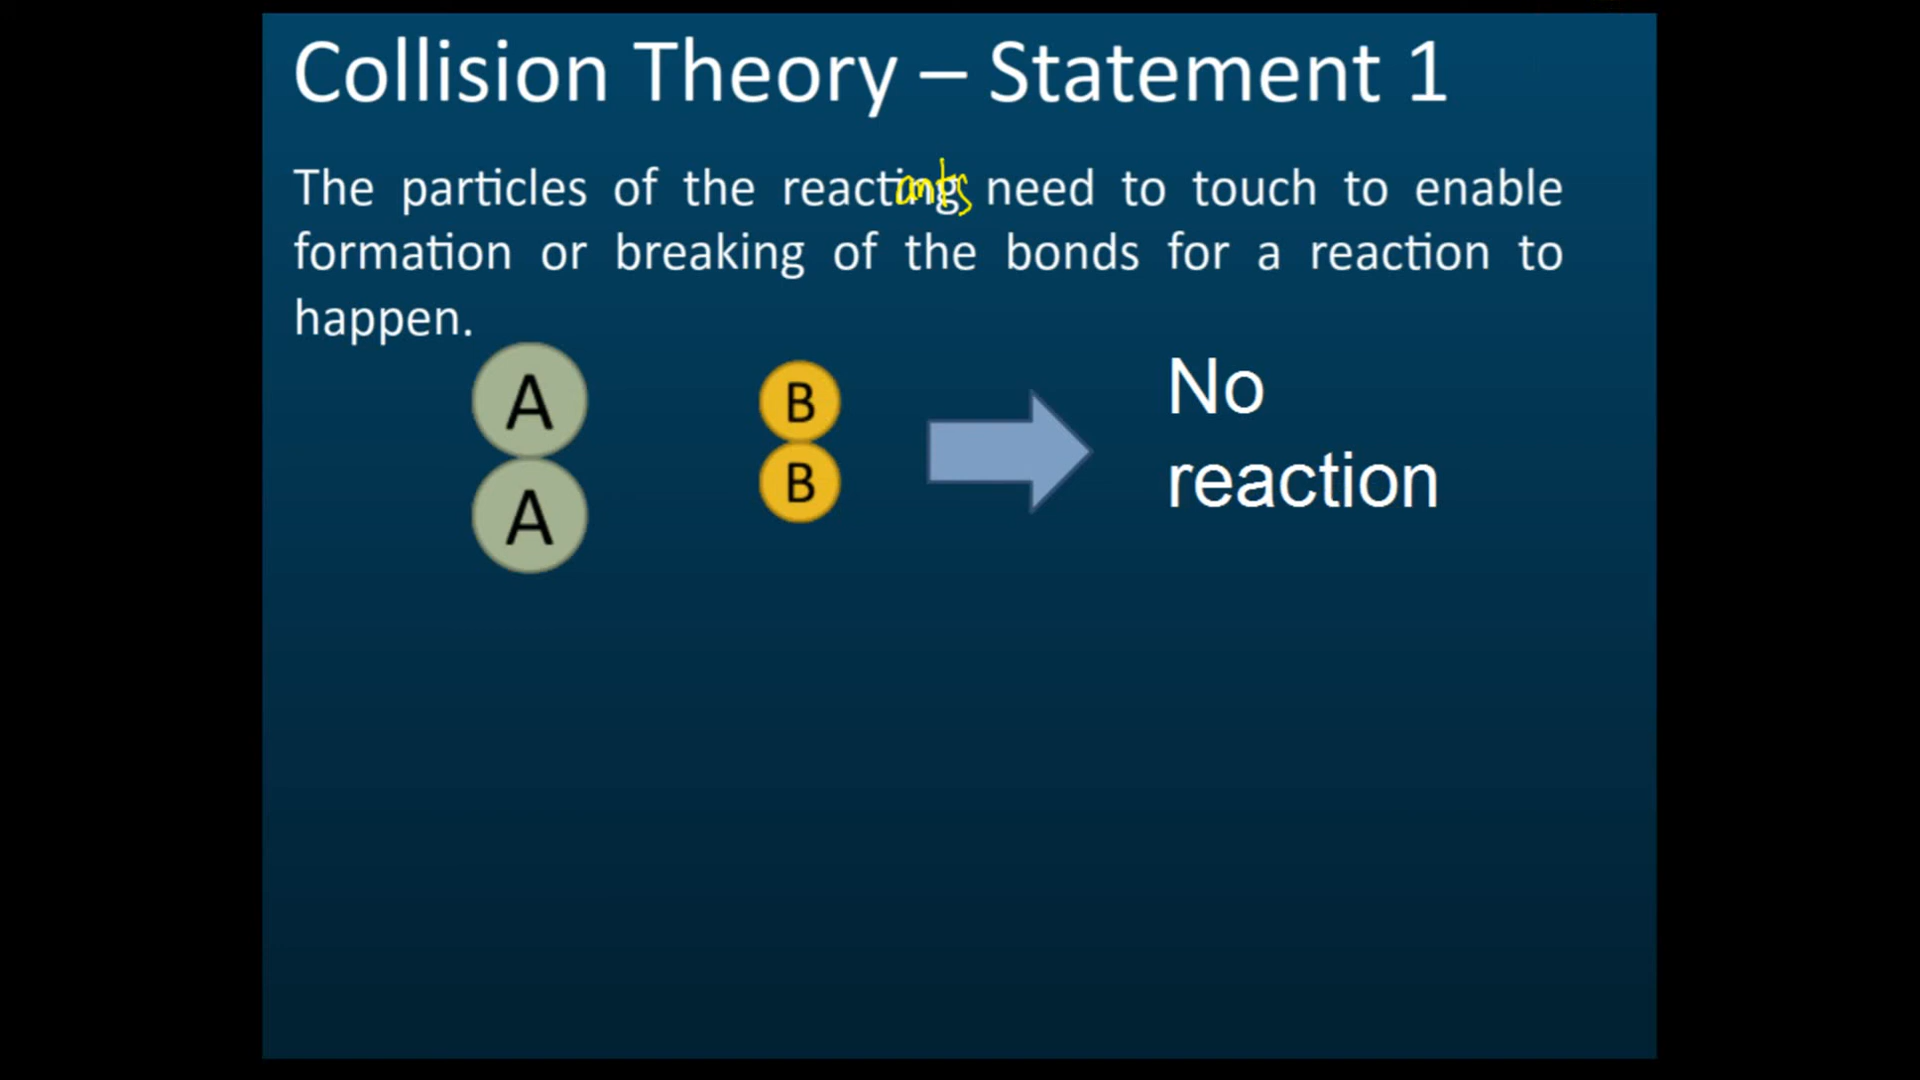 Collision Theory – Statement 1
The particles of the reactants need to touch to enable
formation or breaking of the bonds for a reaction to
happen.
A
A
B
B
No
reaction